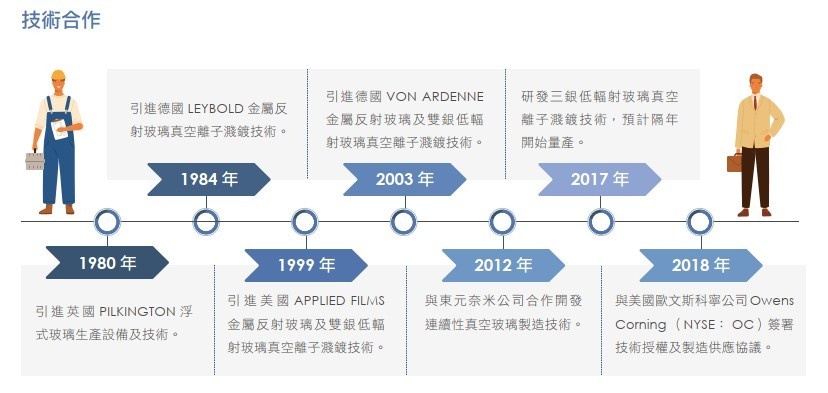 技術合作
引進德國 LEYBOLD 金屬反
射玻璃真空離子濺鍍技術。
1984 年
引進德國 VON ARDENNE
金屬反射玻璃及雙銀低輻
射玻璃真空離子濺鍍技術。
2003 年
研發三銀低輻射玻璃真空
離子濺鍍技術，預計隔年
開始量產。
2017 年
1980 年
引進英國 PILKINGTON 浮
式玻璃生產設備及技術。
1999 年
引進美國 APPLIED FILMS
金屬反射玻璃及雙銀低輻
射玻璃真空離子濺鍍技術。
2012 年
與東元奈米公司合作開發
連續性真空玻璃製造技術。
2018 年
與美國歐文斯科寧公司Owens
Corning（NYSE： OC）簽署
技術授權及製造供應協議。